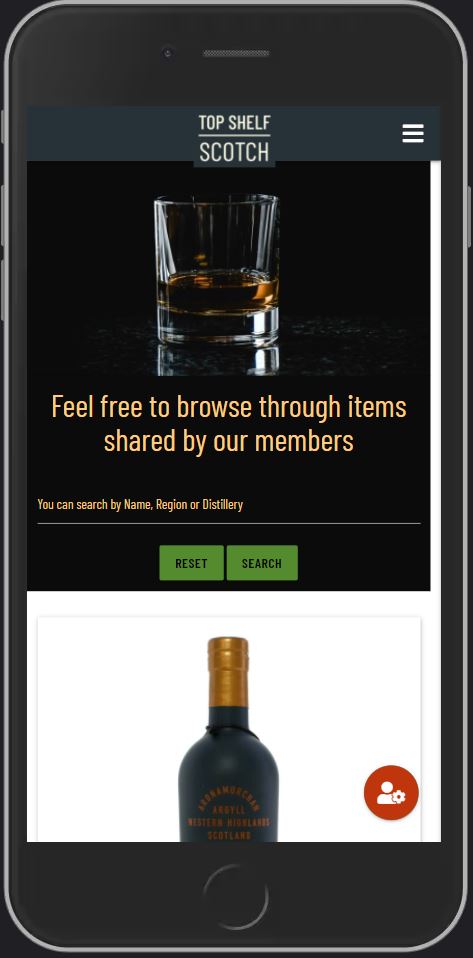 TOP SHELF
SCOTCH
Feel free to browse through items
shared by our members
You can search by Name, Region or Distillery
RESET SEARCH
ARDNAMURCHAN
ARGYLL
WESTERN HIGHLANDS
SCOTLAND